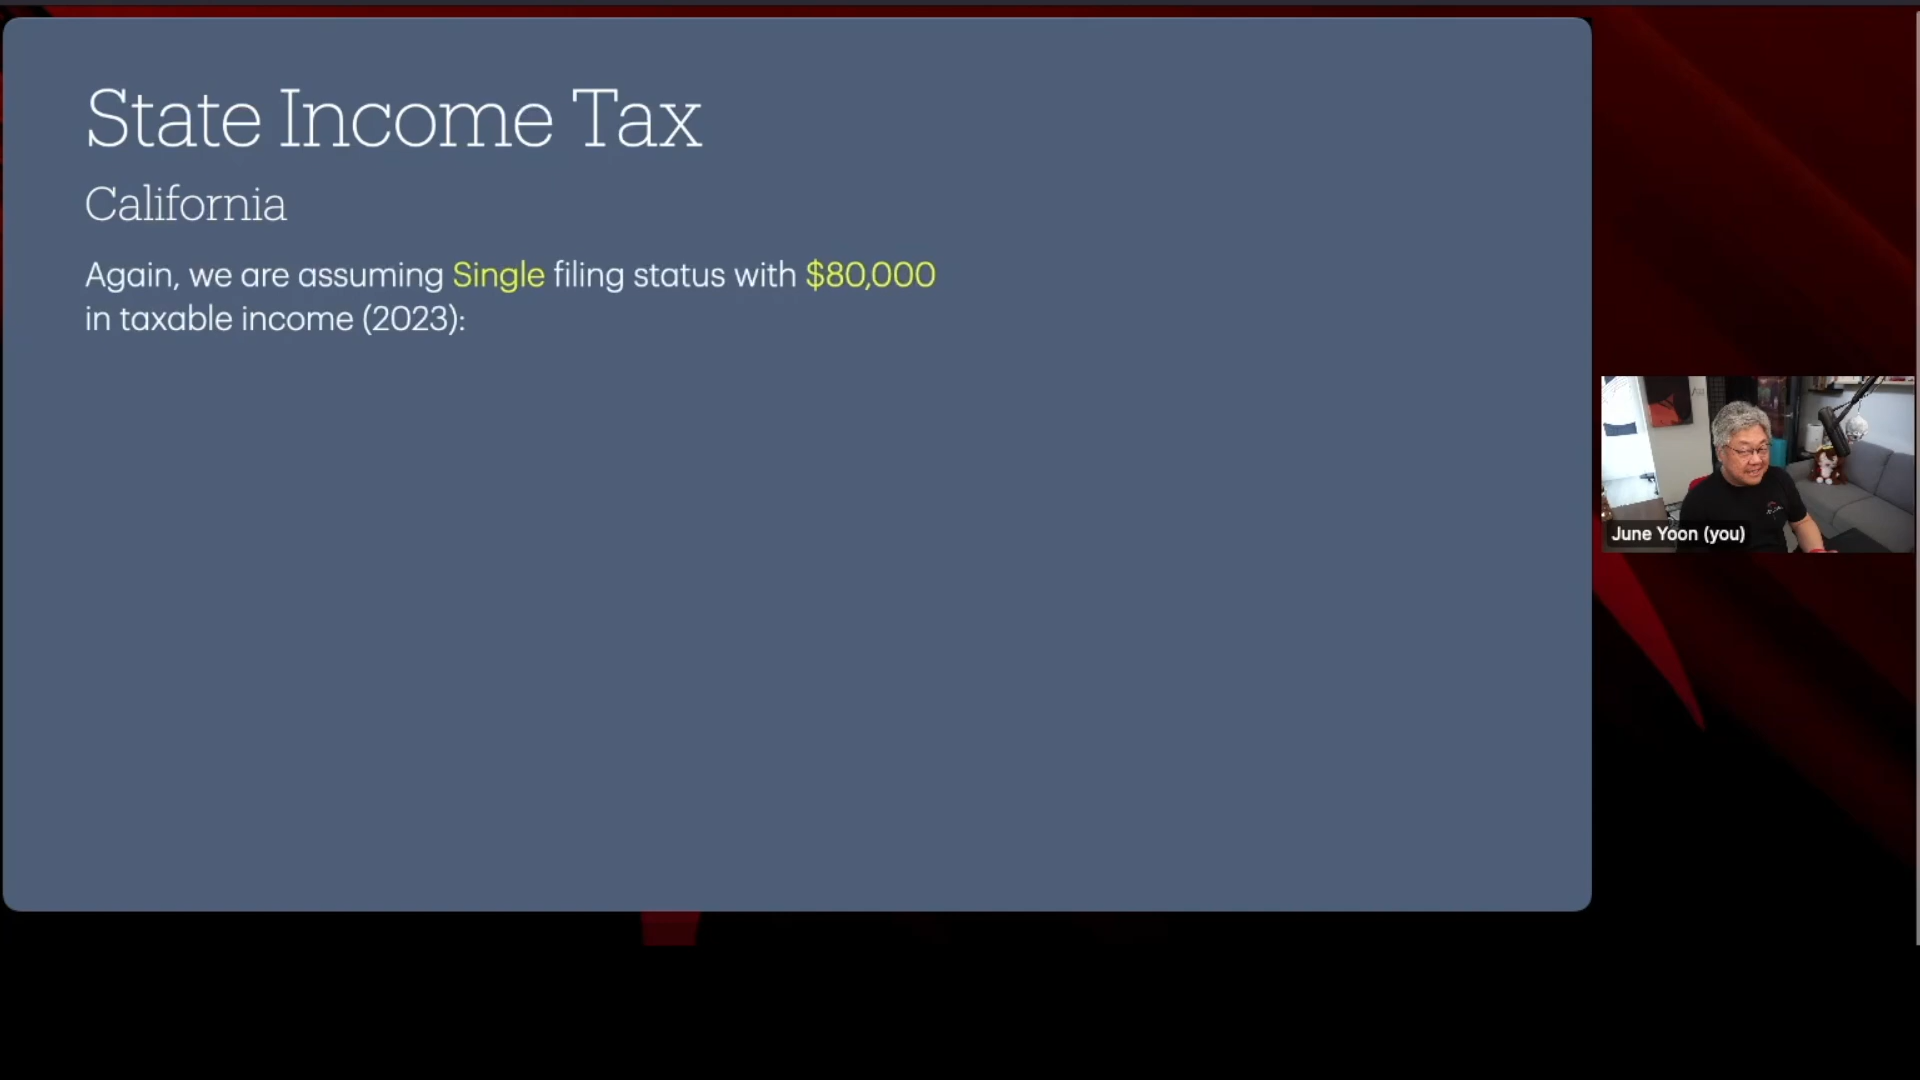 State Income Tax
California
Again, we are assuming Single filing status with $80,000
in taxable income (2023):
June Yoon (you)